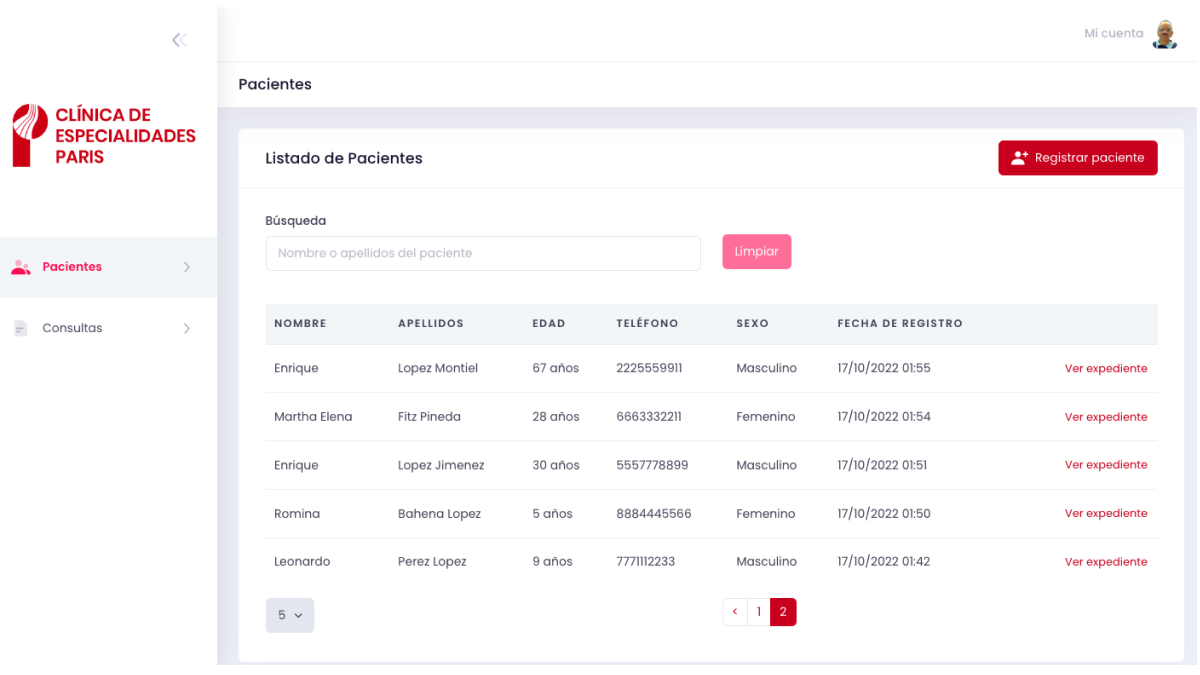 Mi cuenta
Pacientes
CLÍNICA DE
ESPECIALIDADES
PARIS
Listado de Pacientes
Registrar paciente
Búsqueda
Nombre o apellidos del paciente
Limpiar
Pacientes
Consultas
NOMBRE APELLIDOS EDAD TELÉFONO SEXO FECHA DE REGISTRO
Enrique Lopez Montiel 67 años 2225559911 Masculino 17/10/2022 01:55 Ver expediente
Martha Elena Fitz Pineda 28 años 6663332211 Femenino 17/10/2022 01:54 Ver expediente
Enrique Lopez Jimenez 30 años 5557778899 Masculino 17/10/2022 01:51 Ver expediente
Romina Bahena Lopez 5 años 8884445566 Femenino 17/10/2022 01:50 Ver expediente
Leonardo Perez Lopez 9 años 7771112233 Masculino 17/10/2022 01:42 Ver expediente
5 < 1 2